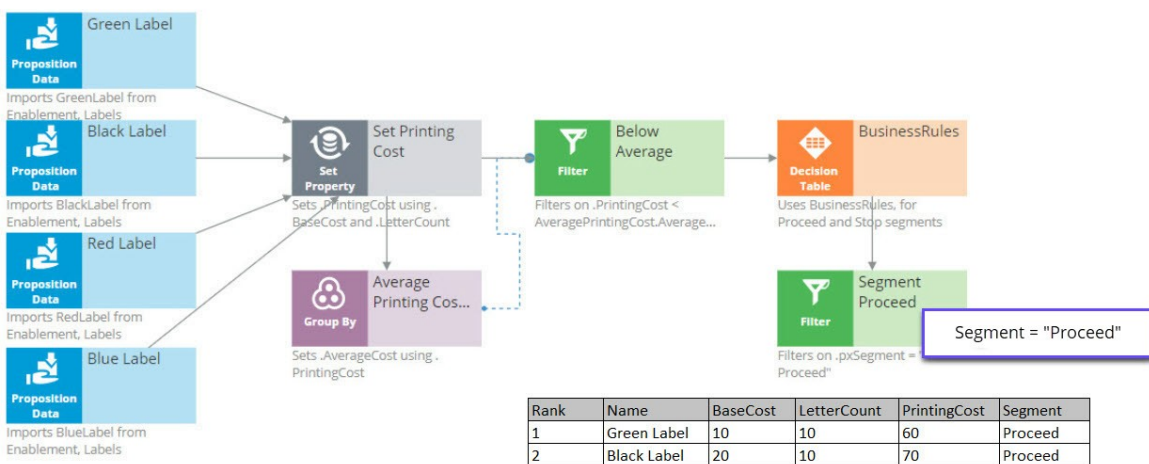 Green Label
Proposition
Data
Imports GreenLabel from
Enablement, Labels
Black Label
Proposition
Data
Imports BlackLabel from
Enablement, Labels
Red Label
Proposition
Data
Imports RedLabel from
Enablement, Labels
Blue Label
Proposition
Data
Imports BlueLabel from
Enablement, Labels
Set Printing
Cost
Set
Property
Sets .PrintingCost using .
BaseCost and .LetterCount
Average
Printing Cos...
Group By
Sets .AverageCost using .
PrintingCost
Below
Average
Filter
Filters on .PrintingCost <
AveragePrintingCost.Average...
BusinessRules
Decision
Table
Uses BusinessRules, for
Proceed and Stop segments
Segment
Proceed
Filter
Filters on .pxSegment = "
Proceed"
Segment = "Proceed"
Rank Name BaseCost LetterCount PrintingCost Segment
1 Green Label 10 10 60 Proceed
2 Black Label 20 10 70 Proceed